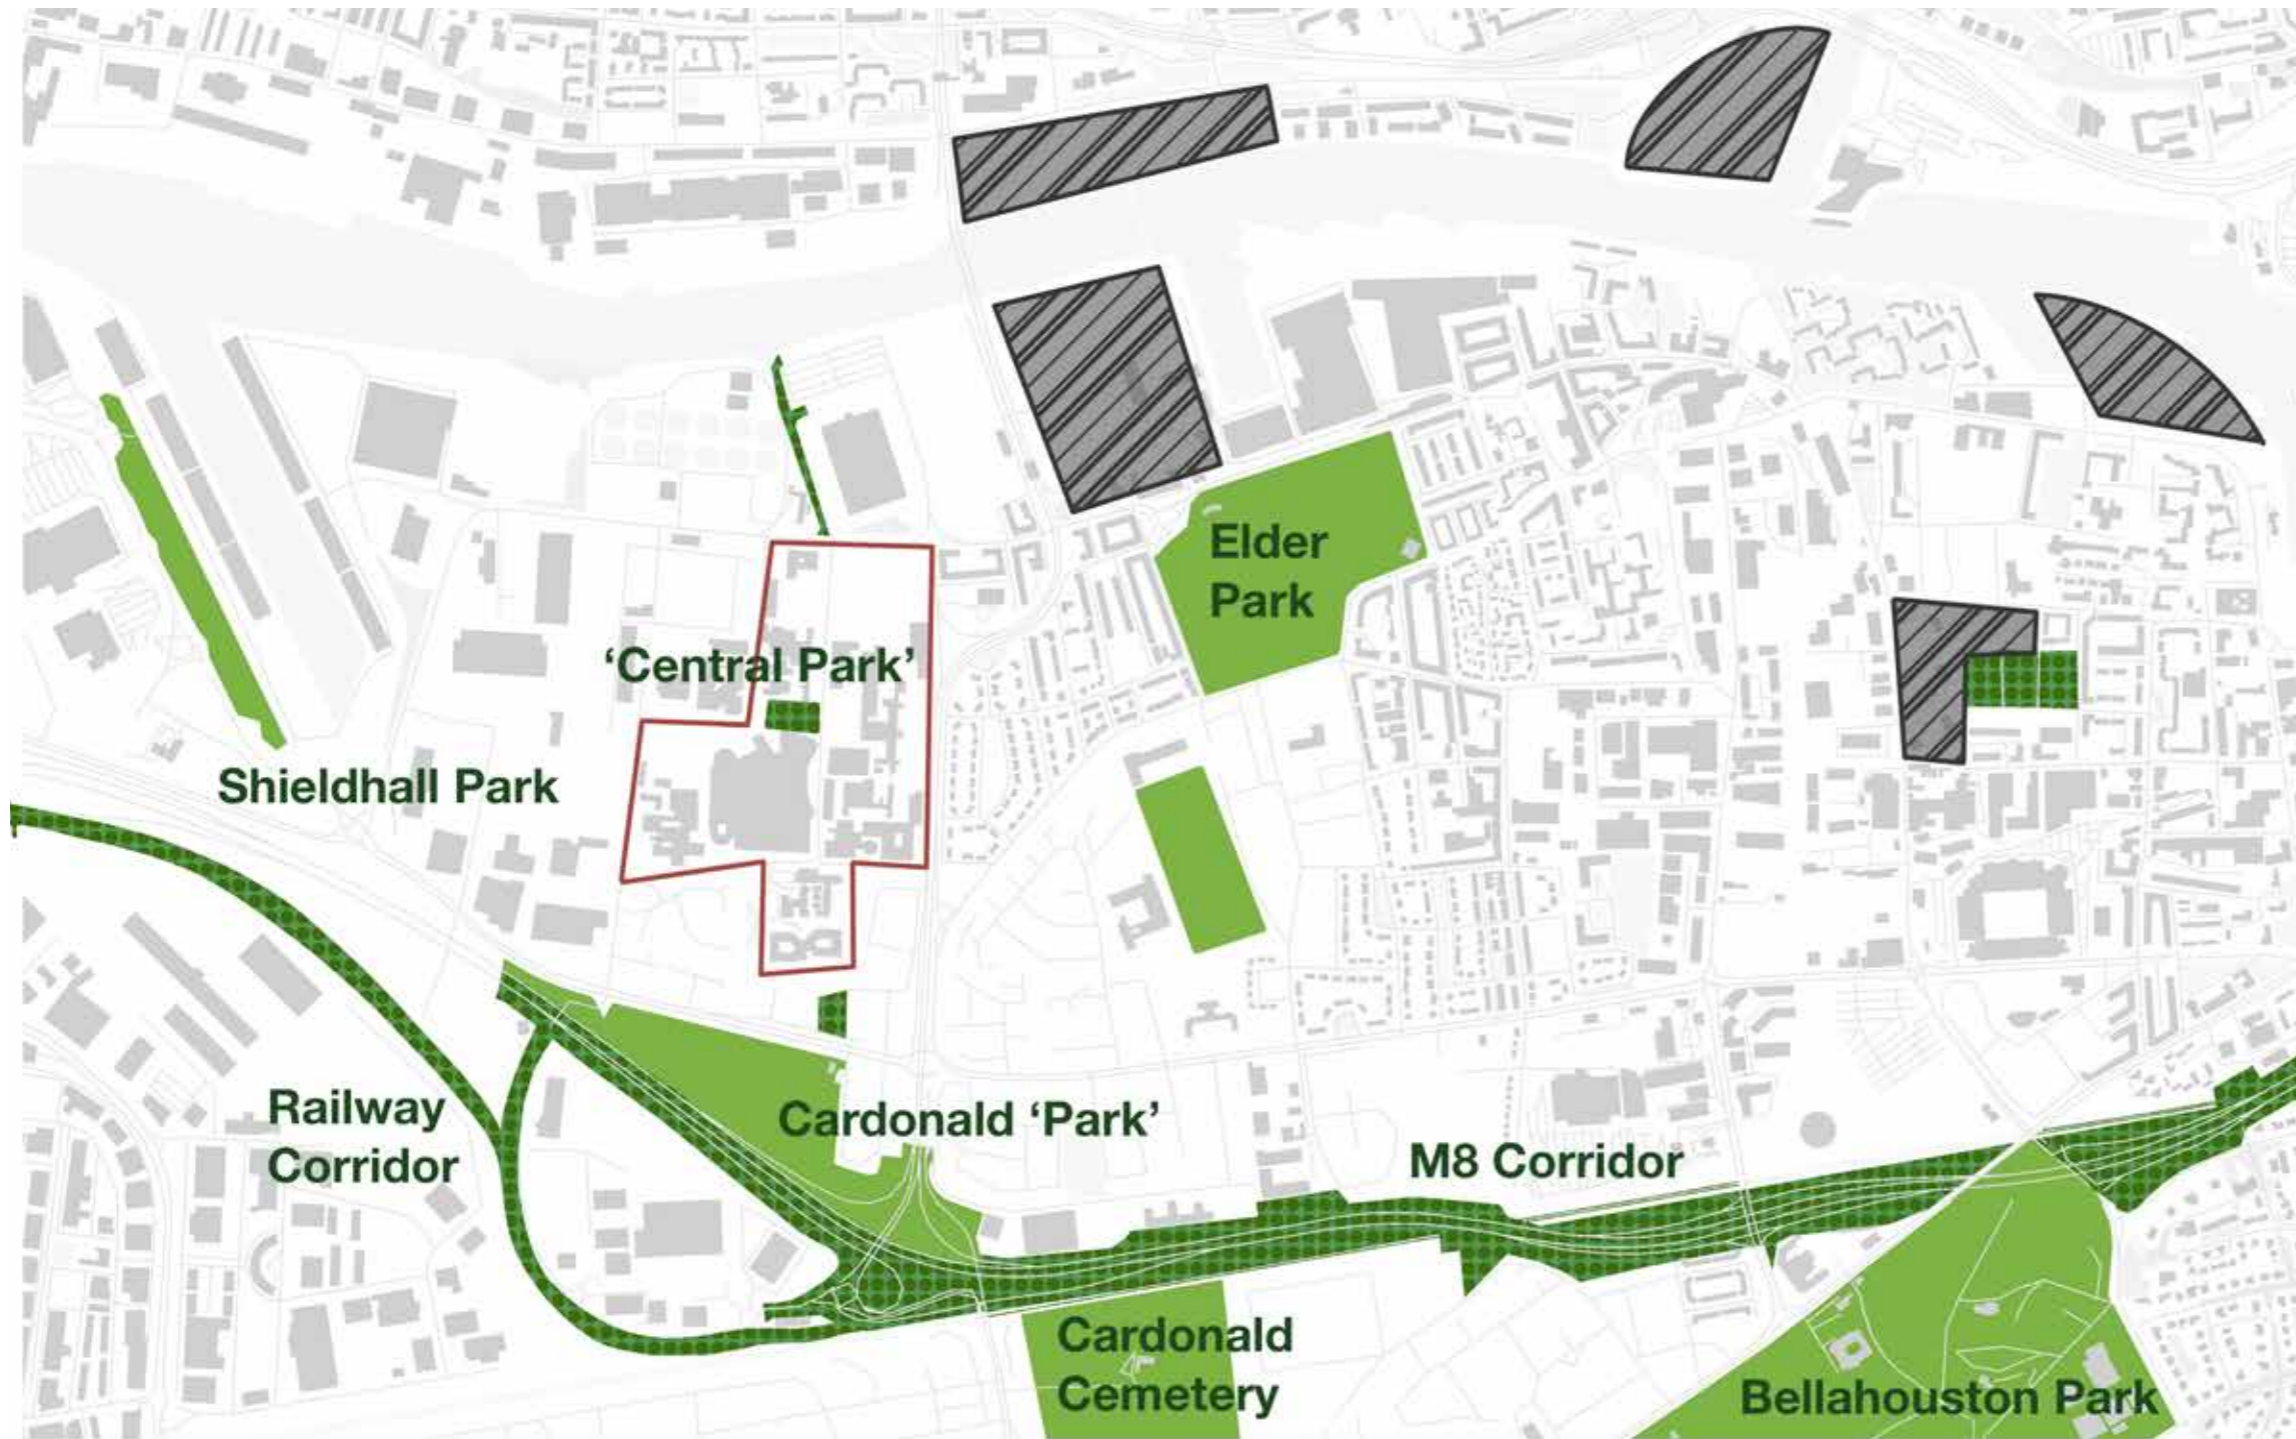 Elder
Park
‘Central Park’
Shieldhall Park
Railway
Corridor
Cardonald ‘Park’
M8 Corridor
Cardonald
Cemetery
Bellahouston Park